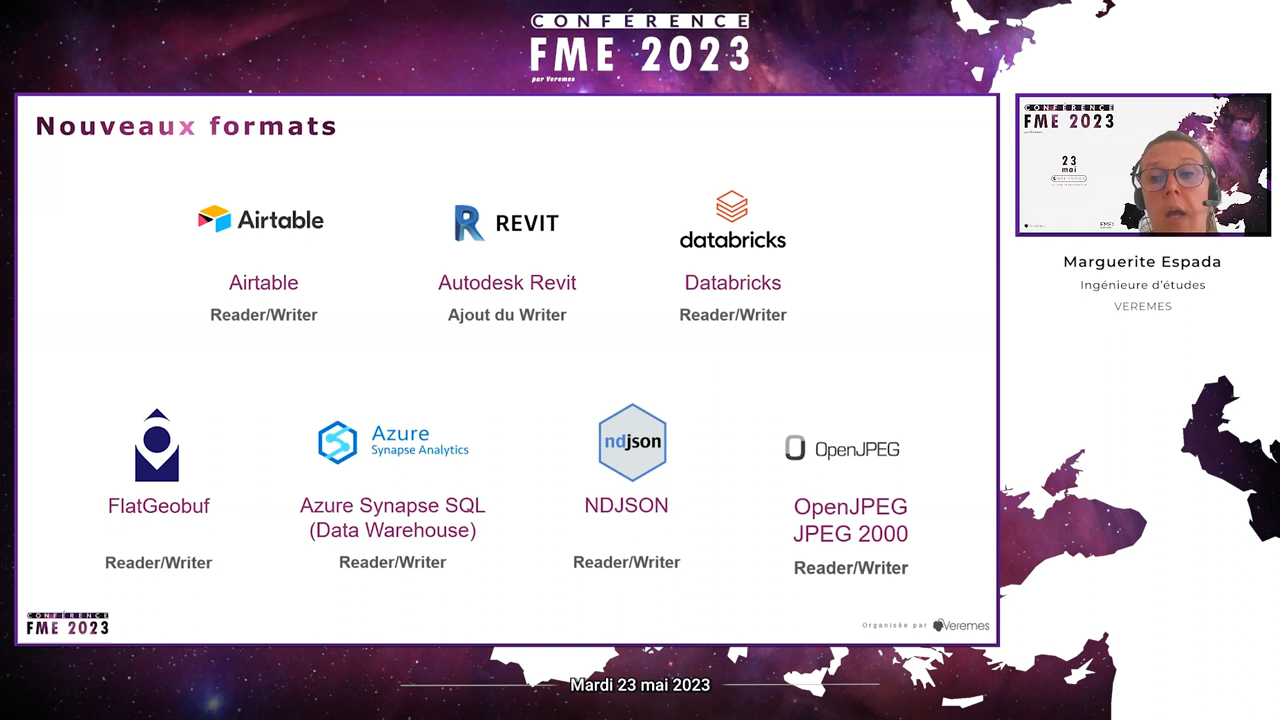 CONFÉRENCE
FME 2023
par Veremes
Nouveaux formats
Airtable
REVIT
databricks
Airtable
Autodesk Revit
Databricks
Reader/Writer
Ajout du Writer
Reader/Writer
Azure
Synapse Analytics
ndjson
OpenJPEG
FlatGeobuf
Azure Synapse SQL
(Data Warehouse)
NDJSON
OpenJPEG
JPEG 2000
Reader/Writer
Reader/Writer
Reader/Writer
Reader/Writer
CONFÉRENCE
FME 2023
Organisée par Veremes
CONFÉRENCE
FME 2023
23
mai
Marguerite Espada
Ingénieure d'études
VEREMES
Mardi 23 mai 2023